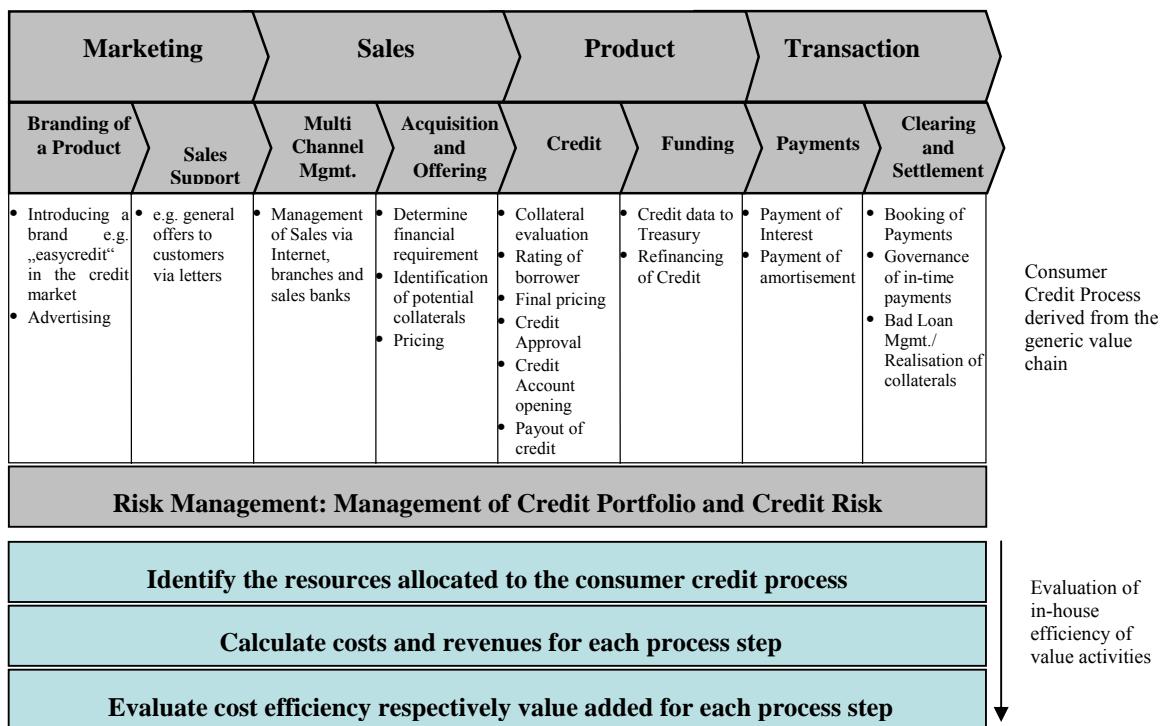 Marketing
Sales
Product
Transaction
Branding of
a Product
Sales
Support
Multi
Channel
Mgmt.
Acquisition
and
Offering
Credit
Funding
Payments
Clearing
and
Settlement
• Introducing a
brand e.g.
„easycredit“
in the credit
market
• Advertising
• e.g. general
offers to
customers
via letters
• Management
of Sales via
Internet,
branches and
sales banks
• Determine
financial
requirement
• Identification
of potential
collaterals
• Pricing
• Collateral
evaluation
• Rating of
borrower
• Final pricing
• Credit
Approval
• Credit
Account
opening
• Payout of
credit
• Credit data to
Treasury
• Refinancing
of Credit
• Payment of
Interest
• Payment of
amortisement
• Booking of
Payments
• Governance
of in-time
payments
• Bad Loan
Mgmt./
Realisation of
collaterals
Consumer
Credit Process
derived from the
generic value
chain
Risk Management: Management of Credit Portfolio and Credit Risk
Identify the resources allocated to the consumer credit process
Calculate costs and revenues for each process step
Evaluate cost efficiency respectively value added for each process step
Evaluation of
in-house
efficiency of
value activities